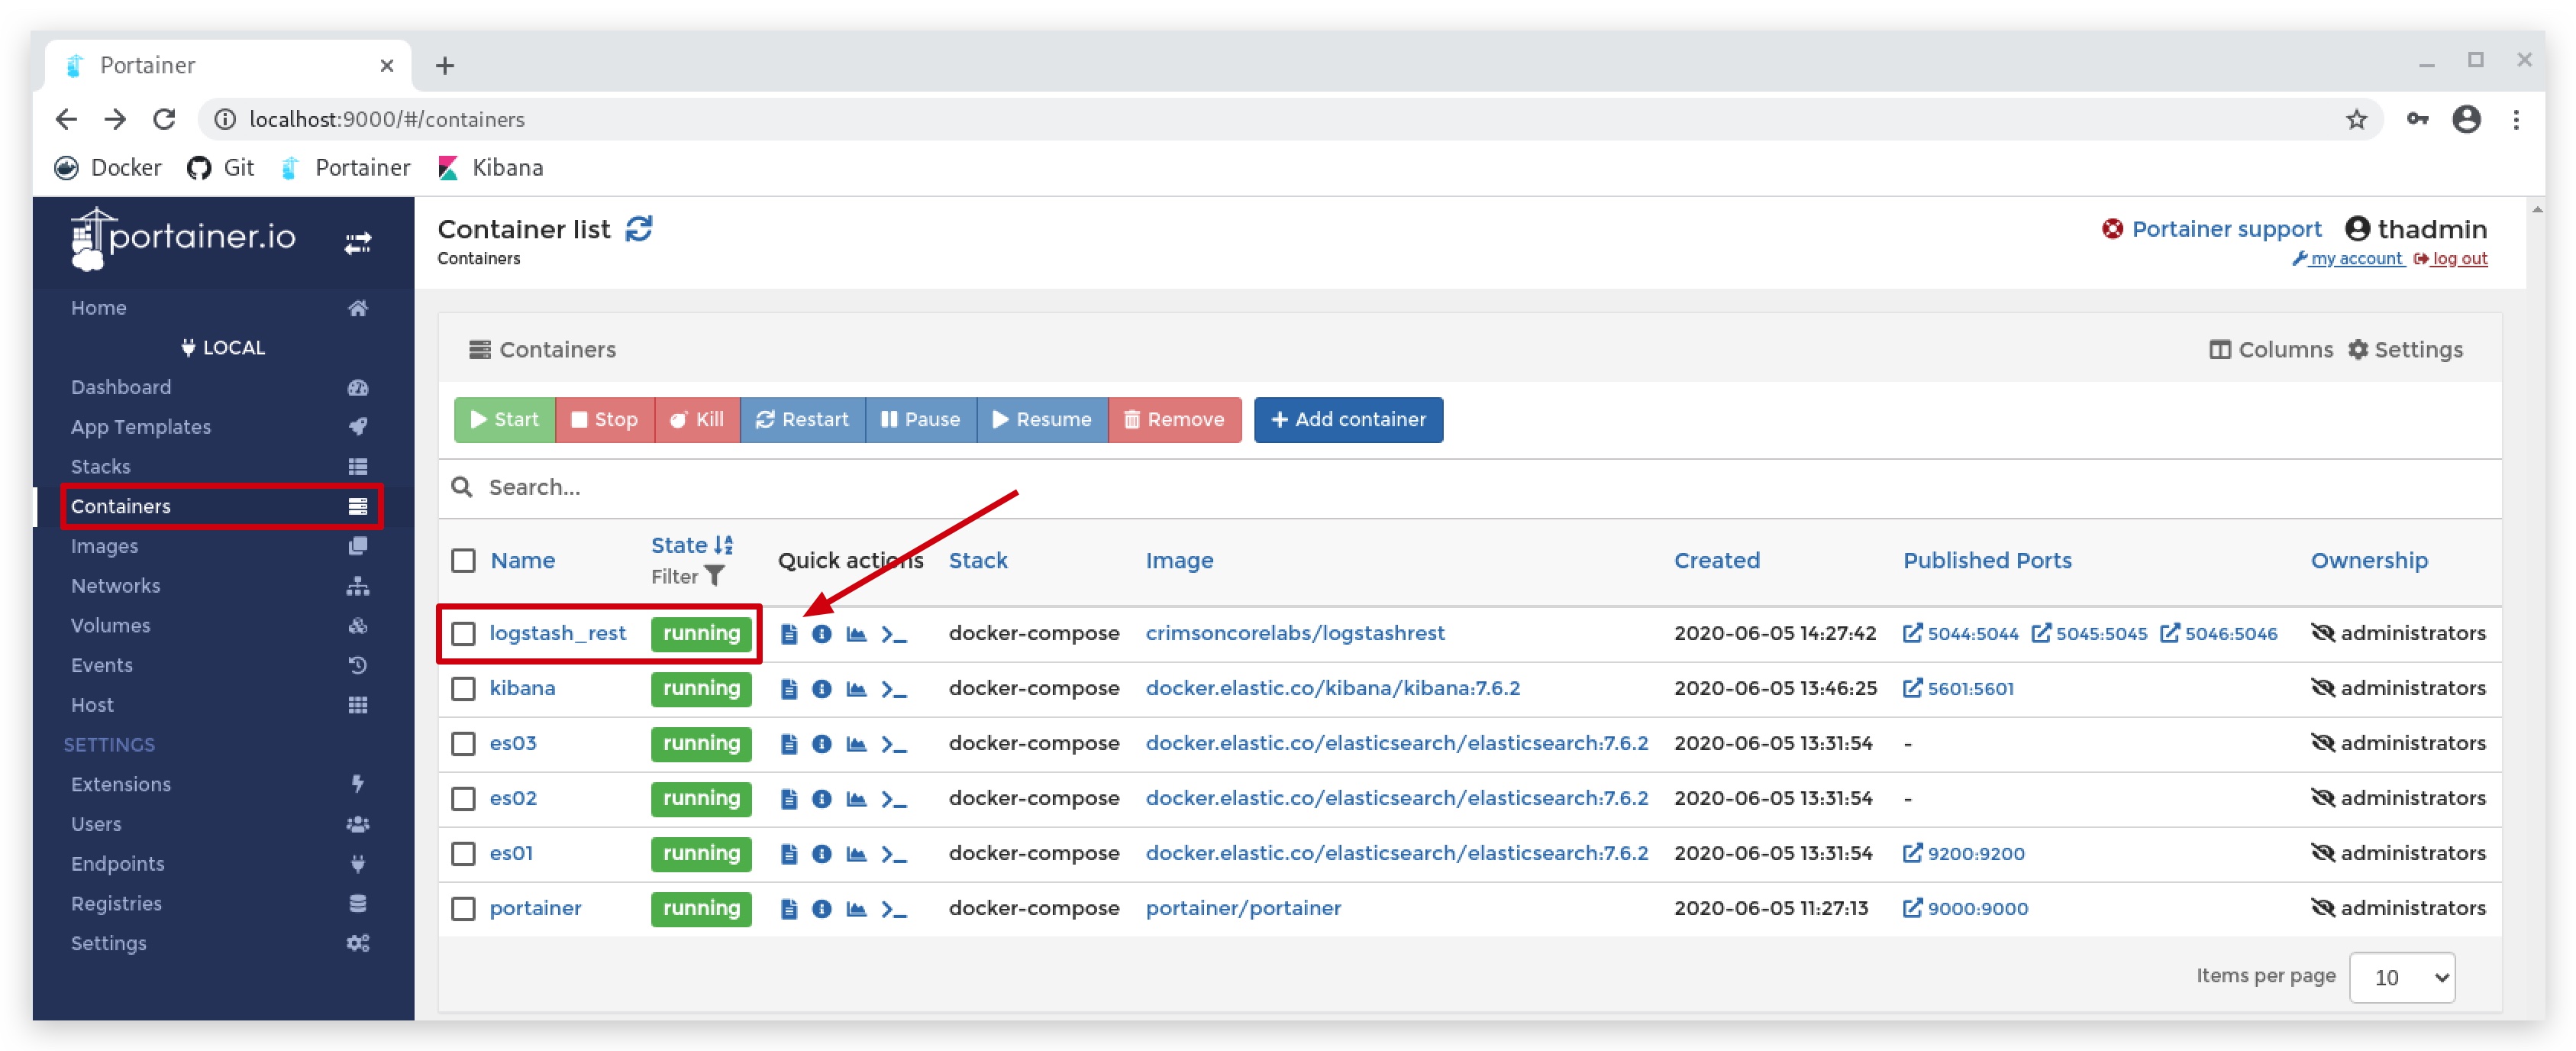 Portainer
localhost:9000/#/containers
Docker Git Portainer Kibana
portainer.io
Home
LOCAL
Dashboard
App Templates
Stacks
Containers
Images
Networks
Volumes
Events
Host
SETTINGS
Extensions
Users
Endpoints
Registries
Settings
Container list
Containers
Portainer support thadmin
my account log out
Containers
Columns Settings
Start Stop Kill Restart Pause Resume Remove Add container
Search...
Name State Filter Quick actions Stack Image Created Published Ports Ownership
logstash_rest running docker-compose crimsoncorelabs/logstashrest 2020-06-05 14:27:42 5044:5044 5045:5045 5046:5046 administrators
kibana running docker-compose docker.elastic.co/kibana/kibana:7.6.2 2020-06-05 13:46:25 5601:5601 administrators
es03 running docker-compose docker.elastic.co/elasticsearch/elasticsearch:7.6.2 2020-06-05 13:31:54 - administrators
es02 running docker-compose docker.elastic.co/elasticsearch/elasticsearch:7.6.2 2020-06-05 13:31:54 - administrators
es01 running docker-compose docker.elastic.co/elasticsearch/elasticsearch:7.6.2 2020-06-05 13:31:54 9200:9200 administrators
portainer running docker-compose portainer/portainer 2020-06-05 11:27:13 9000:9000 administrators
Items per page 10